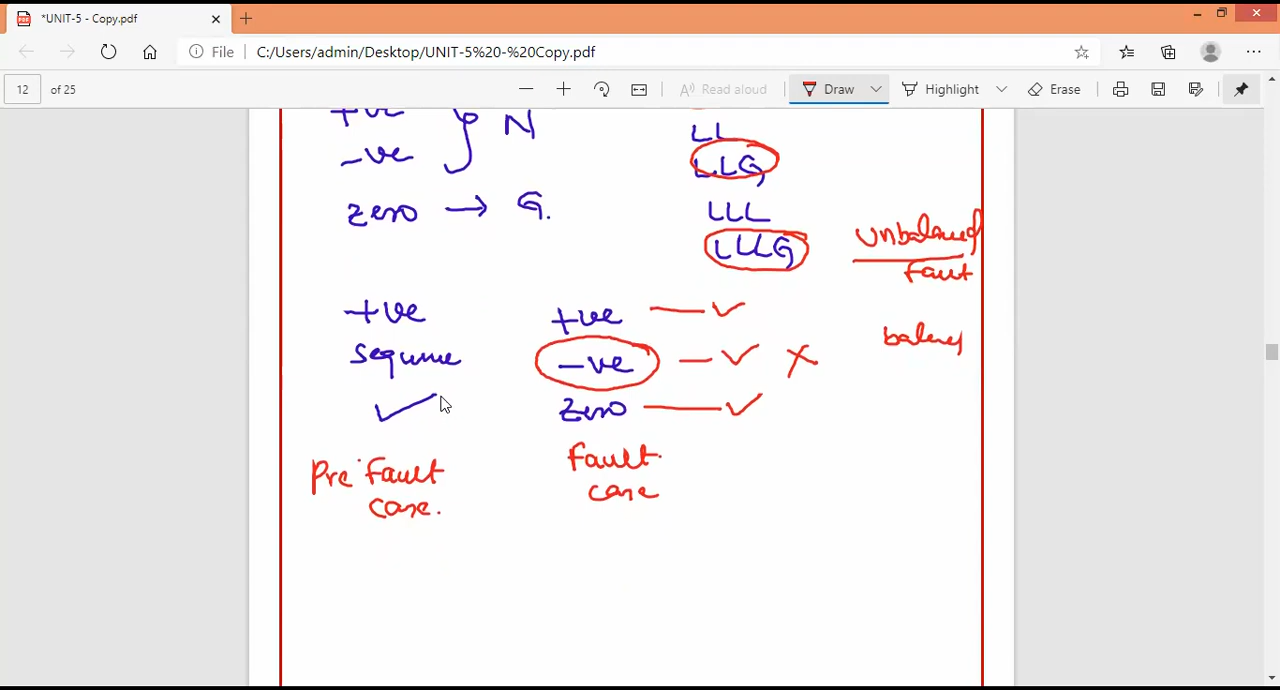 *UNIT-5 - Copy.pdf
File C:/Users/admin/Desktop/UNIT-5%20-%20Copy.pdf
12 of 25
Read aloud Draw Highlight Erase
+ve
-ve
N
zero → G.
LL
LLG
LLL
LLLG
Unbalanced
fault
+ve
sequence
+ve
-ve
zero
Pre fault
case.
fault
case